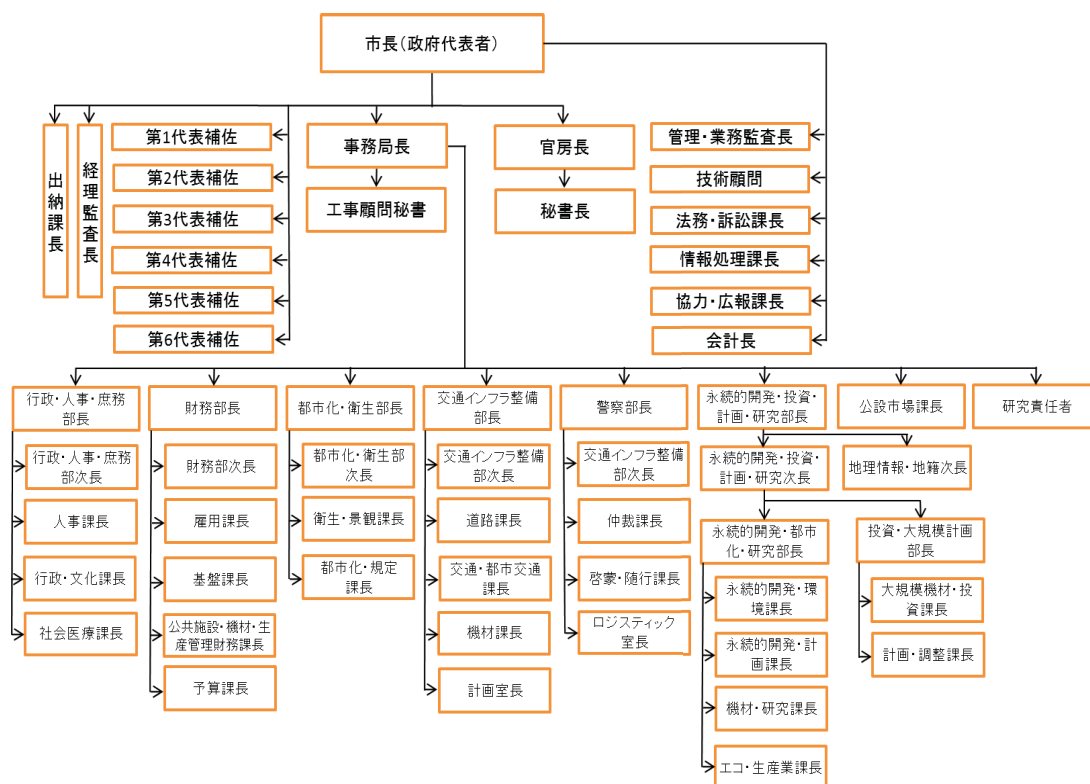 市長(政府代表者)
出納課長
経理監査長
第1代表補佐
第2代表補佐
第3代表補佐
第4代表補佐
第5代表補佐
第6代表補佐
事務局長
工事顧問秘書
官房長
秘書長
管理・業務監査長
技術顧問
法務・訴訟課長
情報処理課長
協力・広報課長
会計長
行政・人事・庶務
部長
行政・人事・庶務
部次長
人事課長
行政・文化課長
社会医療課長
財務部長
財務部次長
雇用課長
基盤課長
公共施設・機材・生
産管理財務課長
予算課長
都市化・衛生部長
都市化・衛生部
次長
衛生・景観課長
都市化・規定
課長
交通インフラ整備
部長
交通インフラ整備
部次長
道路課長
交通・都市交通課
長
機材課長
計画室長
警察部長
交通インフラ整備
部次長
仲裁課長
啓蒙・随行課長
ロジスティック
室長
永続的開発・投資・
計画・研究部長
永続的開発・投資・
計画・研究次長
地理情報・地籍次長
永続的開発・都市
化・研究部長
永続的開発・環
境課長
永続的開発・計
画課長
機材・研究課長
エコ・生産業課長
投資・大規模計画
部長
大規模機材・投
資課長
計画・調整課長
公設市場課長
研究責任者